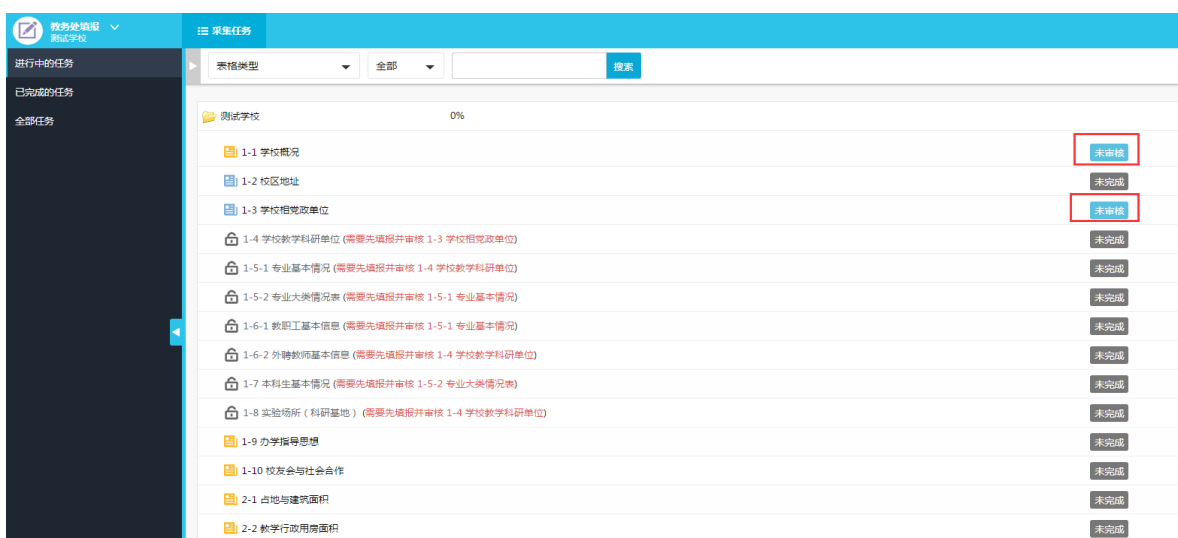 教务处填报
测试学校
采集任务
进行中的任务
已完成的任务
全部任务
表格类型 全部 搜索
测试学校 0%
1-1 学校概况 未审核
1-2 校区地址 未完成
1-3 学校相党政单位 未审核
1-4 学校教学科研单位 (需要先填报并审核 1-3 学校相党政单位) 未完成
1-5-1 专业基本情况 (需要先填报并审核 1-4 学校教学科研单位) 未完成
1-5-2 专业大类情况表 (需要先填报并审核 1-5-1 专业基本情况) 未完成
1-6-1 教职工基本信息 (需要先填报并审核 1-5-1 专业基本情况) 未完成
1-6-2 外聘教师基本信息 (需要先填报并审核 1-4 学校教学科研单位) 未完成
1-7 本科生基本情况 (需要先填报并审核 1-5-2 专业大类情况表) 未完成
1-8 实验场所（科研基地） (需要先填报并审核 1-4 学校教学科研单位) 未完成
1-9 办学指导思想 未完成
1-10 校友会与社会合作 未完成
2-1 占地与建筑面积 未完成
2-2 教学行政用房面积 未完成